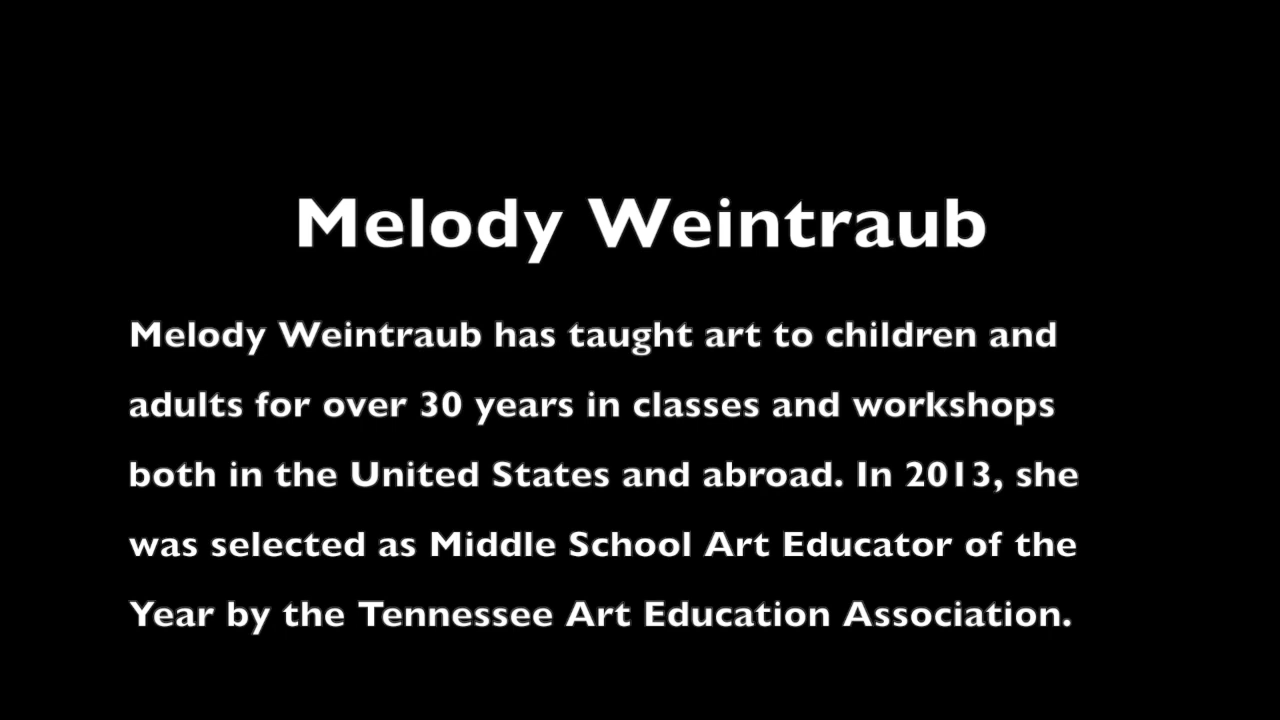 Melody Weintraub
Melody Weintraub has taught art to children and
adults for over 30 years in classes and workshops
both in the United States and abroad. In 2013, she
was selected as Middle School Art Educator of the
Year by the Tennessee Art Education Association.